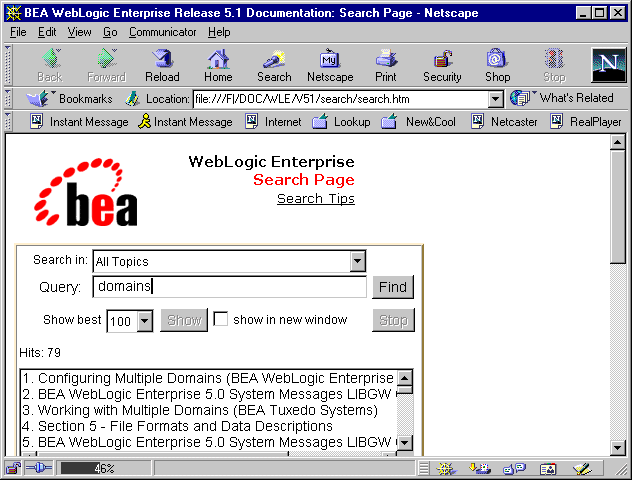 BEA WebLogic Enterprise Release 5.1 Documentation: Search Page - Netscape
File Edit View Go Communicator Help
Back Forward Reload Home Search Netscape Print Security Shop Stop
N
Bookmarks Location: file:///F|/DOC/WLE/V51/search/search.htm What's Related
Instant Message Instant Message Internet Lookup New&Cool Netcaster RealPlayer
bea
WebLogic Enterprise
Search Page
Search Tips
Search in: All Topics
Query: domains Find
Show best 100 Show show in new window Stop
Hits: 79
1. Configuring Multiple Domains (BEA WebLogic Enterprise
2. BEA WebLogic Enterprise 5.0 System Messages LIBGW
3. Working with Multiple Domains (BEA Tuxedo Systems)
4. Section 5 - File Formats and Data Descriptions
5. BEA WebLogic Enterprise 5.0 System Messages LIBGW
46%